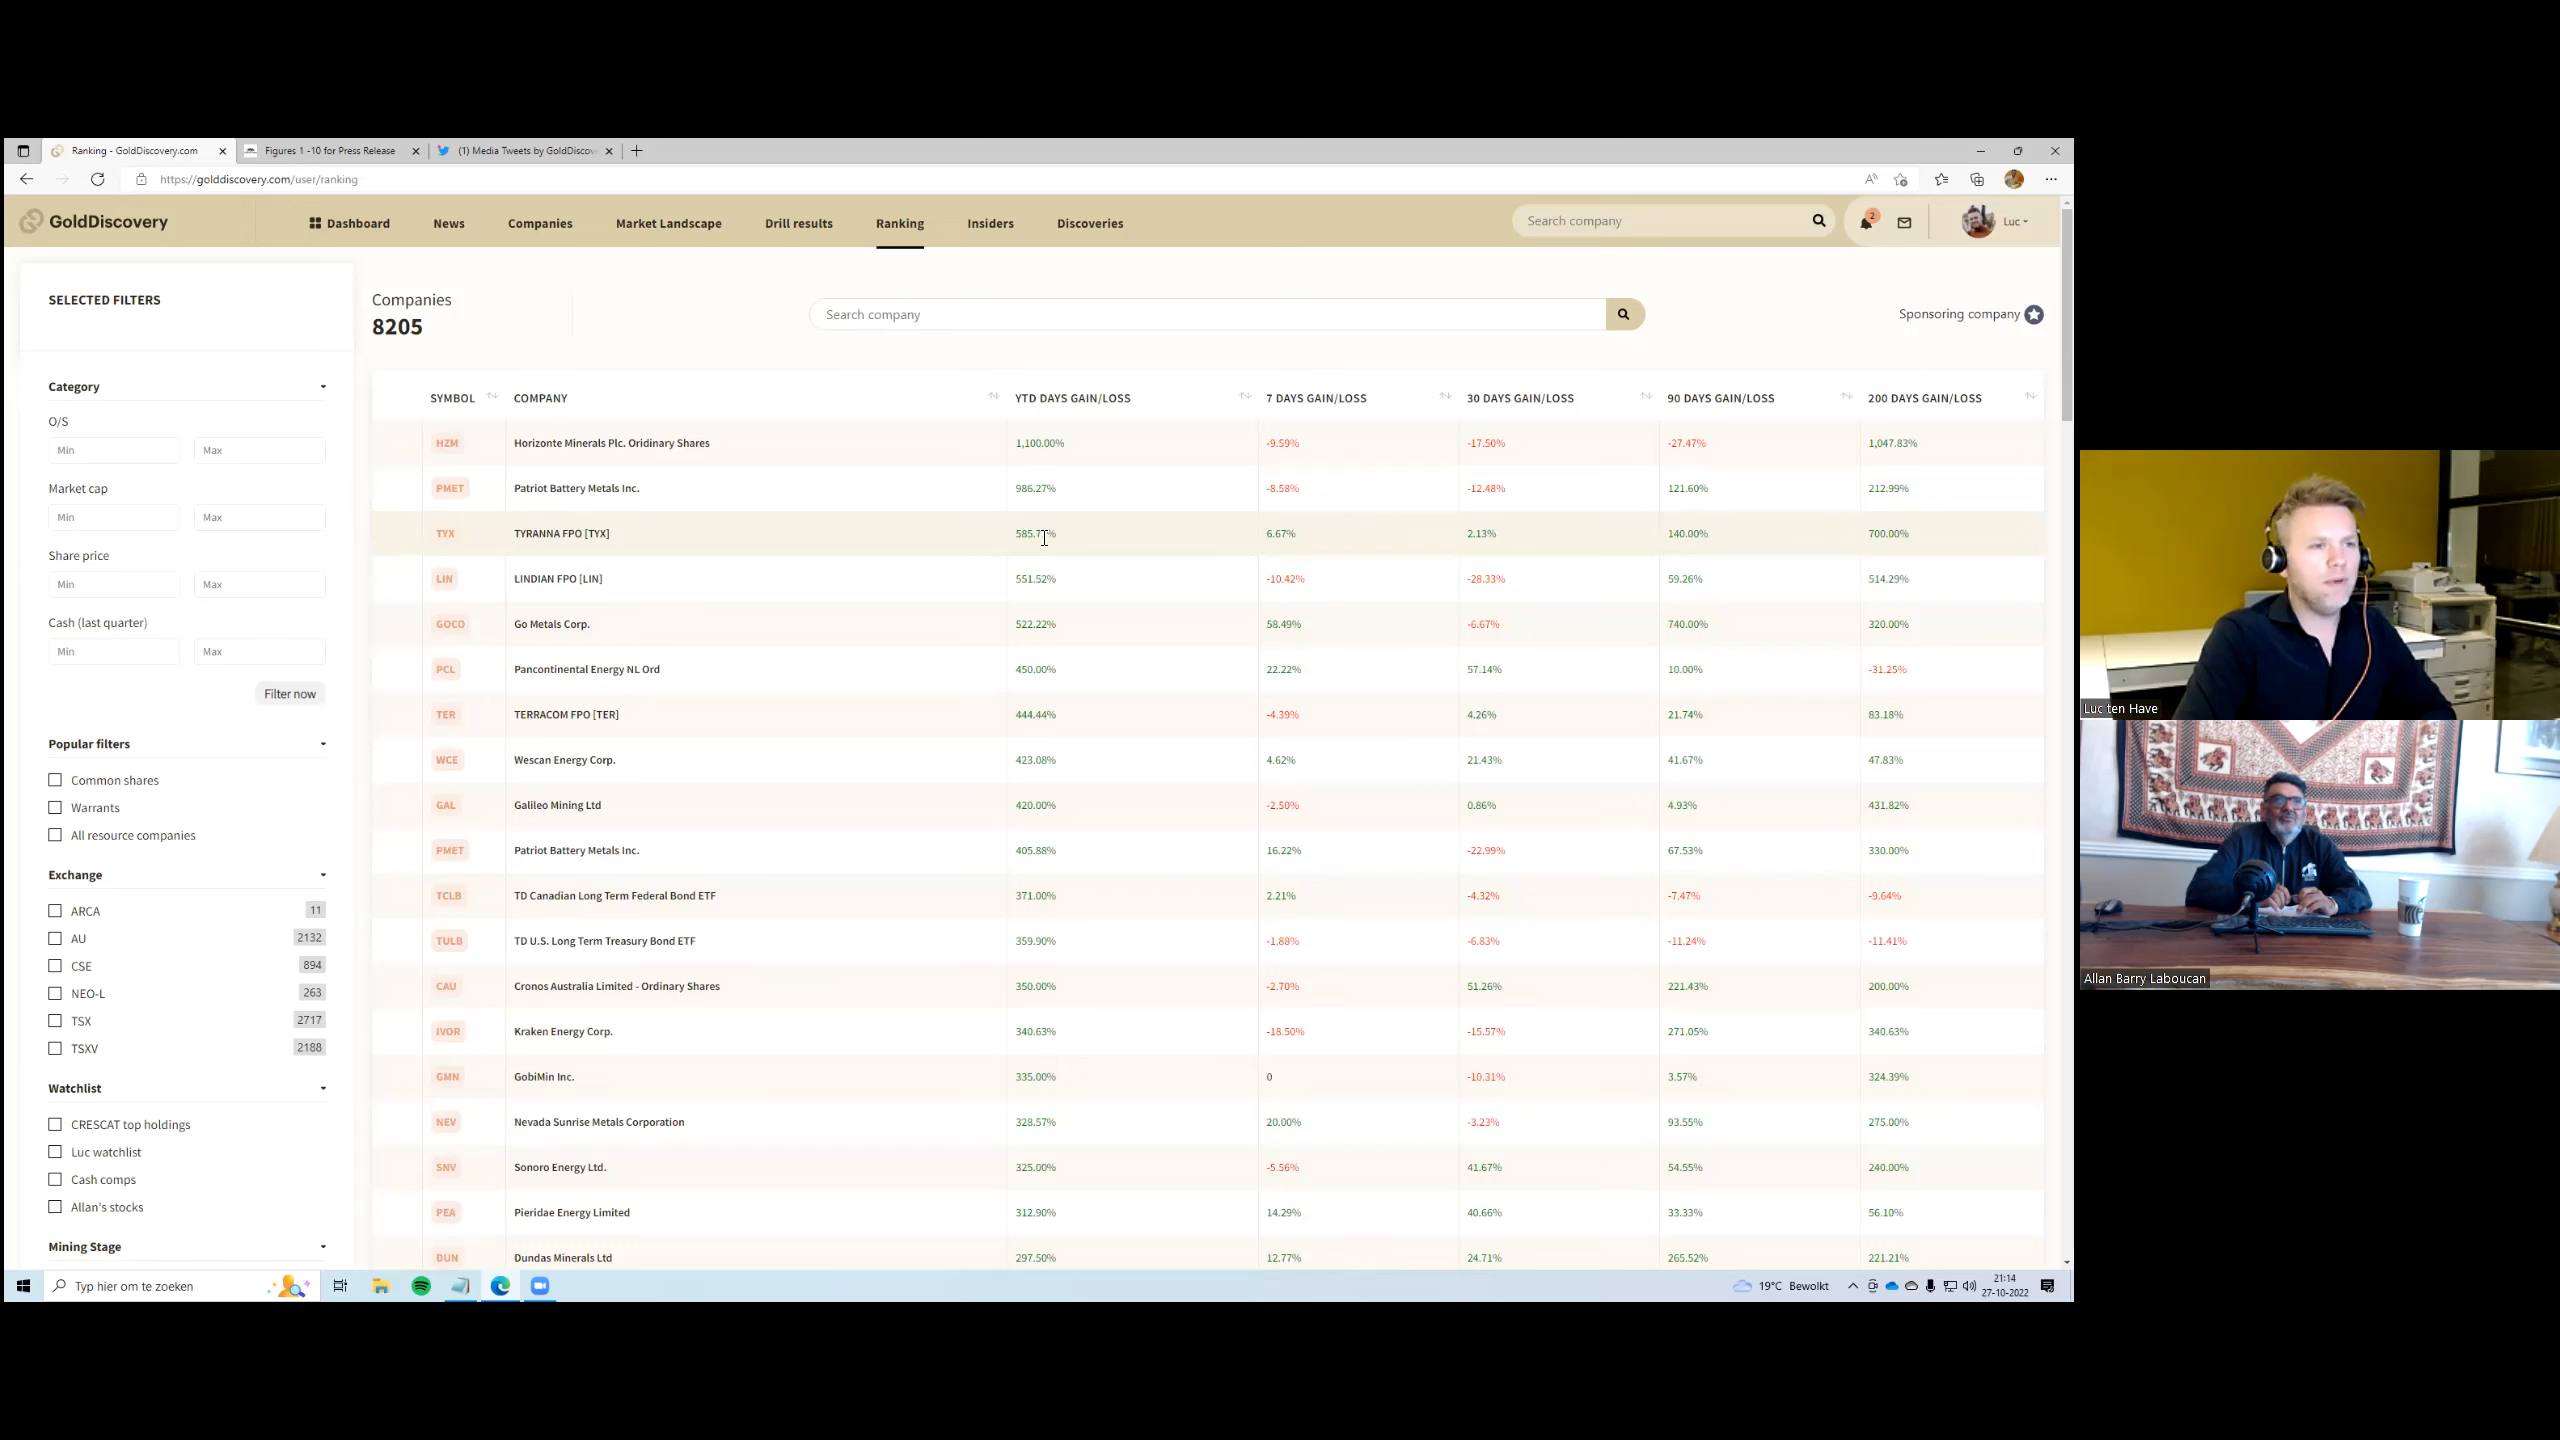 Ranking - GoldDiscovery.com
Figures 1 -10 for Press Release
(1) Media Tweets by GoldDiscov
https://golddiscovery.com/user/ranking
GoldDiscovery
Dashboard News Companies Market Landscape Drill results Ranking Insiders Discoveries
Search company
2
Luc
SELECTED FILTERS
Category
O/S
Min Max
Market cap
Min Max
Share price
Min Max
Cash (last quarter)
Min Max
Filter now
Popular filters
Common shares
Warrants
All resource companies
Exchange
ARCA 11
AU 2132
CSE 894
NEO-L 263
TSX 2717
TSXV 2188
Watchlist
CRESCAT top holdings
Luc watchlist
Cash comps
Allan's stocks
Mining Stage
Companies
8205
Search company
Sponsoring company
SYMBOL COMPANY YTD DAYS GAIN/LOSS 7 DAYS GAIN/LOSS 30 DAYS GAIN/LOSS 90 DAYS GAIN/LOSS 200 DAYS GAIN/LOSS
HZM Horizonte Minerals Plc. Oridinary Shares 1,100.00% -9.59% -17.50% -27.47% 1,047.83%
PMET Patriot Battery Metals Inc. 986.27% -8.58% -12.48% 121.60% 212.99%
TYX TYRANNA FPO [TYX] 6.67% 2.13% 140.00% 700.00%
LIN LINDIAN FPO [LIN] 551.52% -10.42% -28.33% 59.26% 514.29%
GOCO Go Metals Corp. 522.22% 58.49% -6.67% 740.00% 320.00%
PCL Pancontinental Energy NL Ord 450.00% 22.22% 57.14% 10.00% -31.25%
TER TERRACOM FPO [TER] 444.44% -4.39% 4.26% 21.74% 83.18%
WCE Wescan Energy Corp. 423.08% 4.62% 21.43% 41.67% 47.83%
GAL Galileo Mining Ltd 420.00% -2.50% 0.86% 4.93% 431.82%
PMET Patriot Battery Metals Inc. 405.88% 16.22% -22.99% 67.53% 330.00%
TCLB TD Canadian Long Term Federal Bond ETF 371.00% 2.21% -4.32% -7.47% -9.64%
TULB TD U.S. Long Term Treasury Bond ETF 359.90% -1.88% -6.83% -11.24% -11.41%
CAU Cronos Australia Limited - Ordinary Shares 350.00% -2.70% 51.26% 221.43% 200.00%
IVOR Kraken Energy Corp. 340.63% -18.50% -15.57% 271.05% 340.63%
GMN GobiMin Inc. 335.00% 0 -10.31% 3.57% 324.39%
NEV Nevada Sunrise Metals Corporation 328.57% 20.00% -3.23% 93.55% 275.00%
SNV Sonoro Energy Ltd. 325.00% -5.56% 41.67% 54.55% 240.00%
PEA Pieridae Energy Limited 312.90% 14.29% 40.66% 33.33% 56.10%
DUN Dundas Minerals Ltd 297.50% 12.77% 24.71% 265.52% 221.21%
Luc ten Have
Allan Barry Laboucan
Typ hier om te zoeken
19°C Bewolkt
21:14
27-10-2022